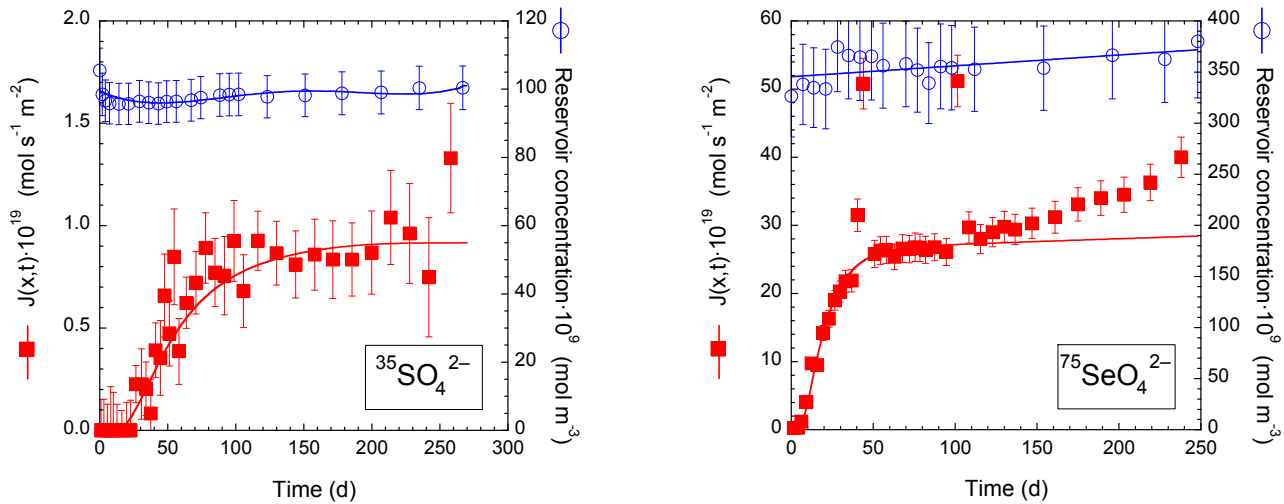 2.0
1.5
1.0
0.5
0.0
J(x,t)·10¹⁹ (mol s⁻¹ m⁻²)
120
100
80
60
40
20
0
Reservoir concentration·10⁹ (mol m⁻³)
³⁵SO₄²⁻
0 50 100 150 200 250 300
Time (d)
60
50
40
30
20
10
0
J(x,t)·10¹⁹ (mol s⁻¹ m⁻²)
400
350
300
250
200
150
100
50
0
Reservoir concentration·10⁹ (mol m⁻³)
⁷⁵SeO₄²⁻
0 50 100 150 200 250
Time (d)